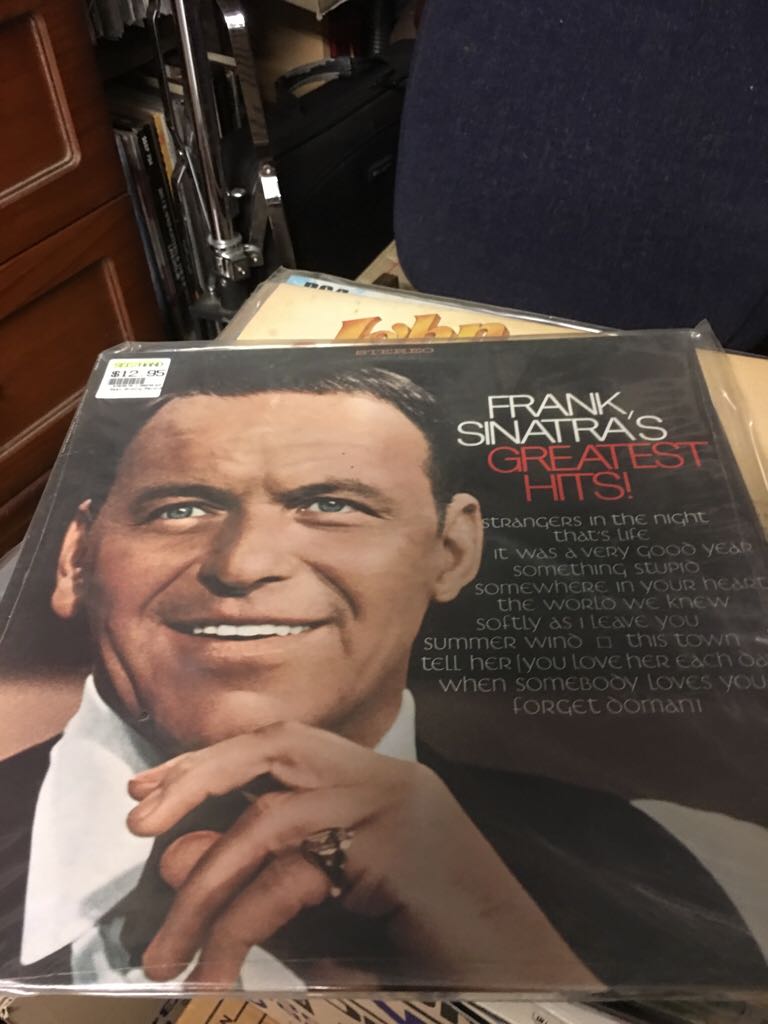 John
STEREO
$12.95
FRANK
SINATRA'S
GREATEST
HITS!
STRANGERS IN THE NIGHT
THAT'S LIFE
IT WAS A VERY GOOD YEAR
SOMETHING STUPID
SOMEWHERE IN YOUR HEART
THE WORLD WE KNEW
SOFTLY AS I LEAVE YOU
SUMMER WIND □ THIS TOWN
TELL HER (YOU LOVE HER EACH DA
WHEN SOMEBODY LOVES YOU
FORGET DOMANI